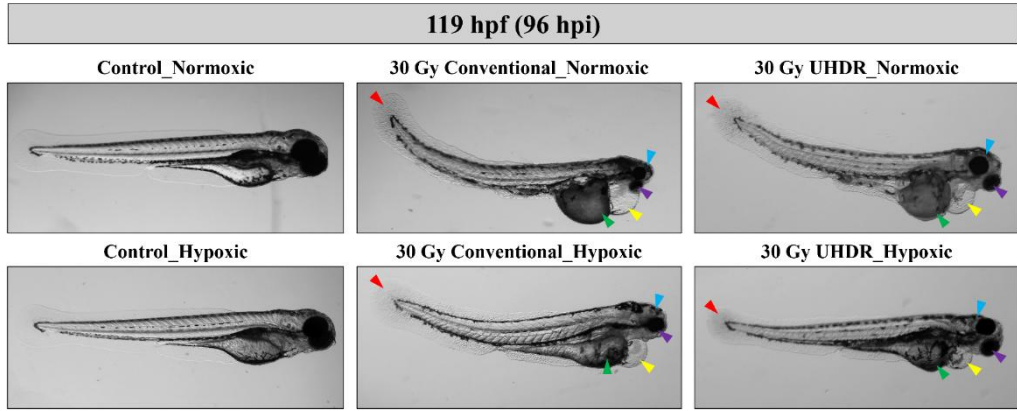 119 hpf (96 hpi)
Control_Normoxic
30 Gy Conventional_Normoxic
30 Gy UHDR_Normoxic
Control_Hypoxic
30 Gy Conventional_Hypoxic
30 Gy UHDR_Hypoxic